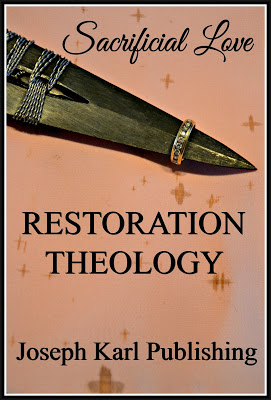 Sacrificial Love
RESTORATION
THEOLOGY
Joseph Karl Publishing